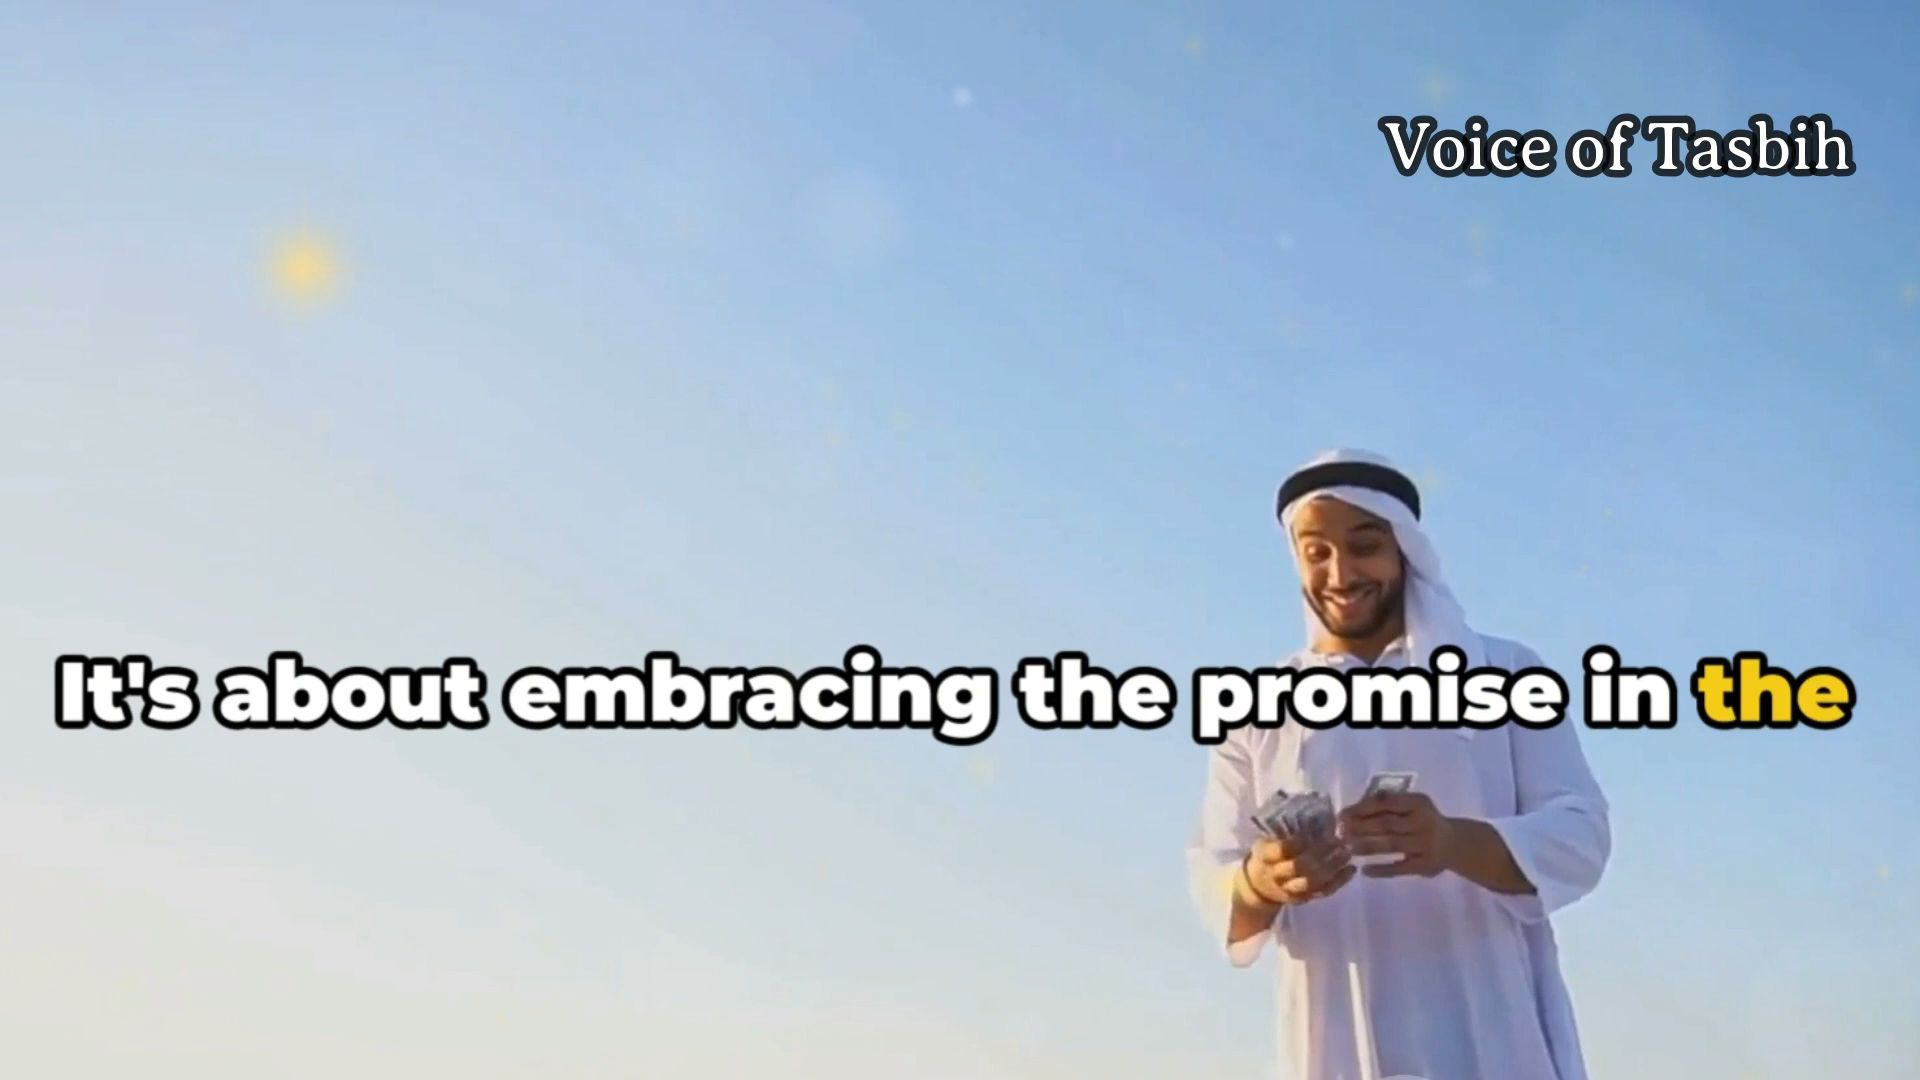 Voice of Tasbih
It's about embracing the promise in the